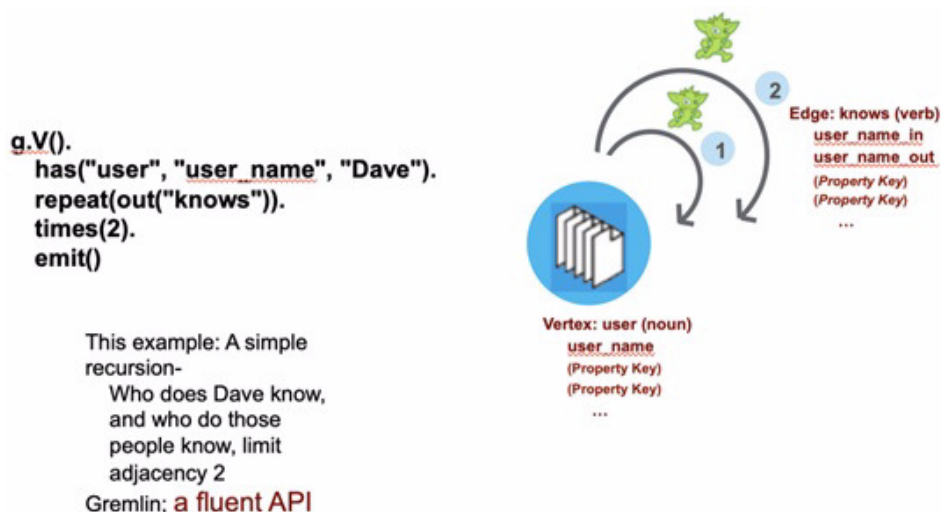 g.V().
has("user", "user_name", "Dave").
repeat(out("knows")).
times(2).
emit()
This example: A simple
recursion-
Who does Dave know,
and who do those
people know, limit
adjacency 2
Gremlin: a fluent API
1
2
Edge: knows (verb)
user_name_in
user_name_out
(Property Key)
(Property Key)
...
Vertex: user (noun)
user_name
(Property Key)
(Property Key)
...